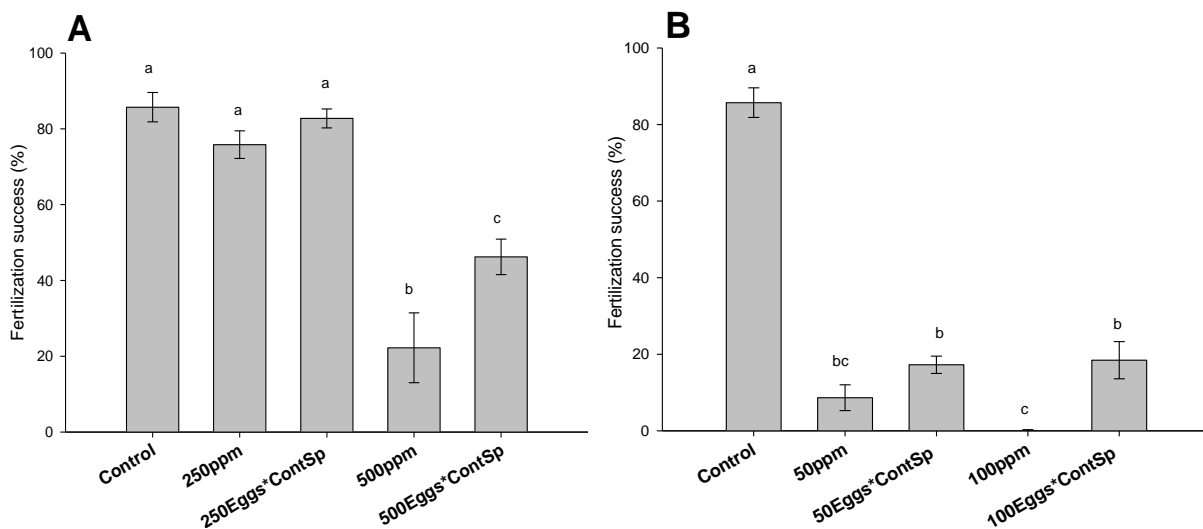 A
Fertilization success (%)
100
80
60
40
20
0
a
a
a
b
c
Control
250ppm
250Eggs*ContSp
500ppm
500Eggs*ContSp
B
Fertilization success (%)
100
80
60
40
20
0
a
bc
b
c
b
Control
50ppm
50Eggs*ContSp
100ppm
100Eggs*ContSp